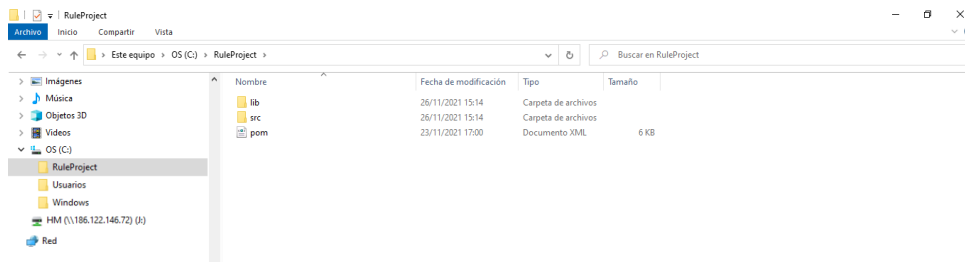 RuleProject
Archivo Inicio Compartir Vista
Este equipo > OS (C:) > RuleProject >
Buscar en RuleProject
Imágenes
Música
Objetos 3D
Videos
OS (C:)
RuleProject
Usuarios
Windows
HM (\\186.122.146.72) (J:)
Red
Nombre Fecha de modificación Tipo Tamaño
lib 26/11/2021 15:14 Carpeta de archivos
src 26/11/2021 15:14 Carpeta de archivos
pom 23/11/2021 17:00 Documento XML 6 KB